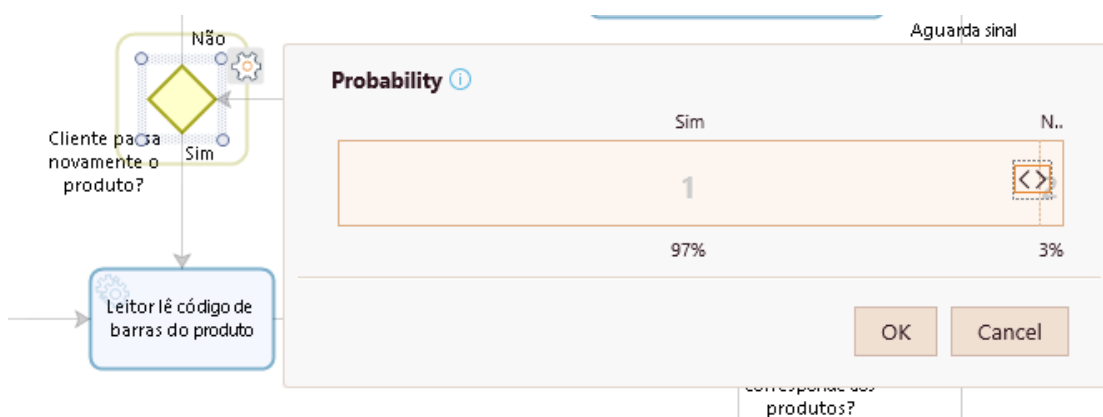 Não
Aguarda sinal
Probability
Sim
N..
Cliente passa
novamente o
produto?
Sim
1
2
97%
3%
Leitor lê código de
barras do produto
OK
Cancel
produtos?